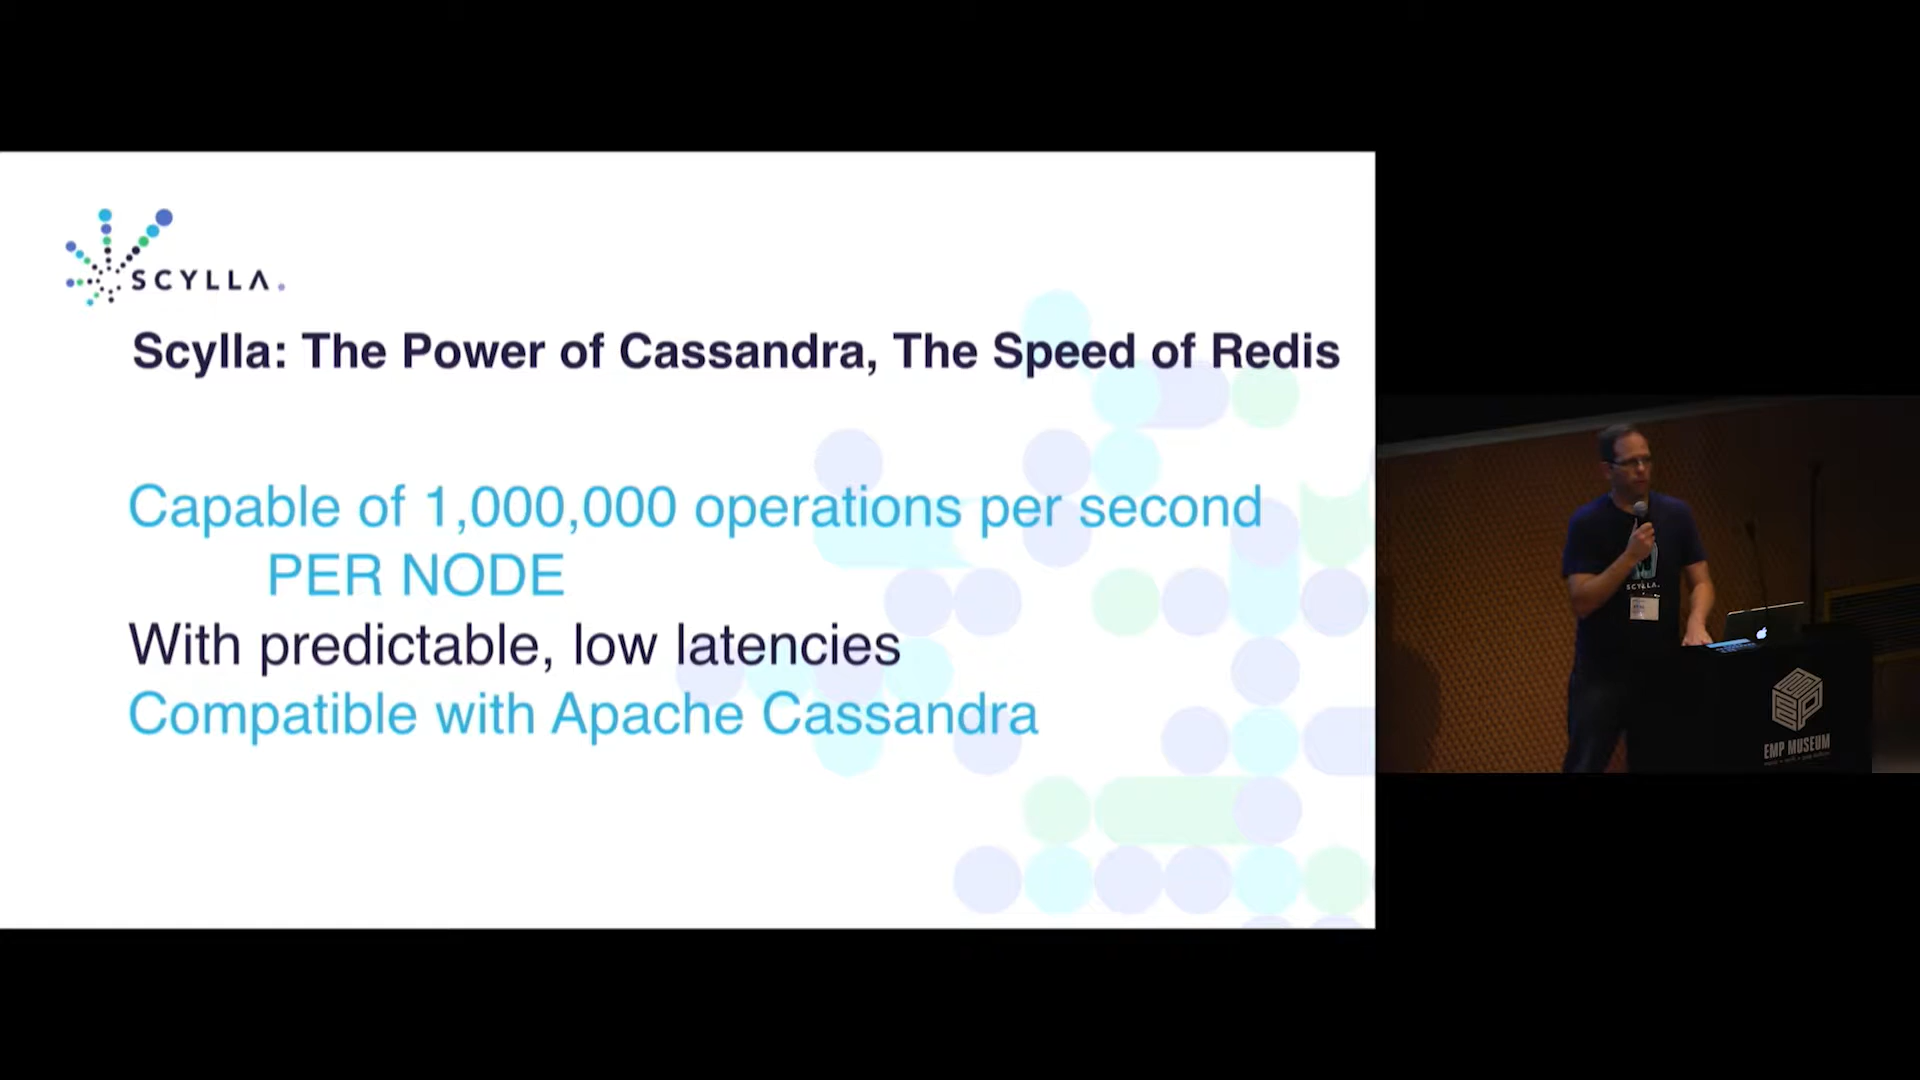 SCYLLA.
Scylla: The Power of Cassandra, The Speed of Redis
Capable of 1,000,000 operations per second
PER NODE
With predictable, low latencies
Compatible with Apache Cassandra
SCYLLA.
EMP MUSEUM